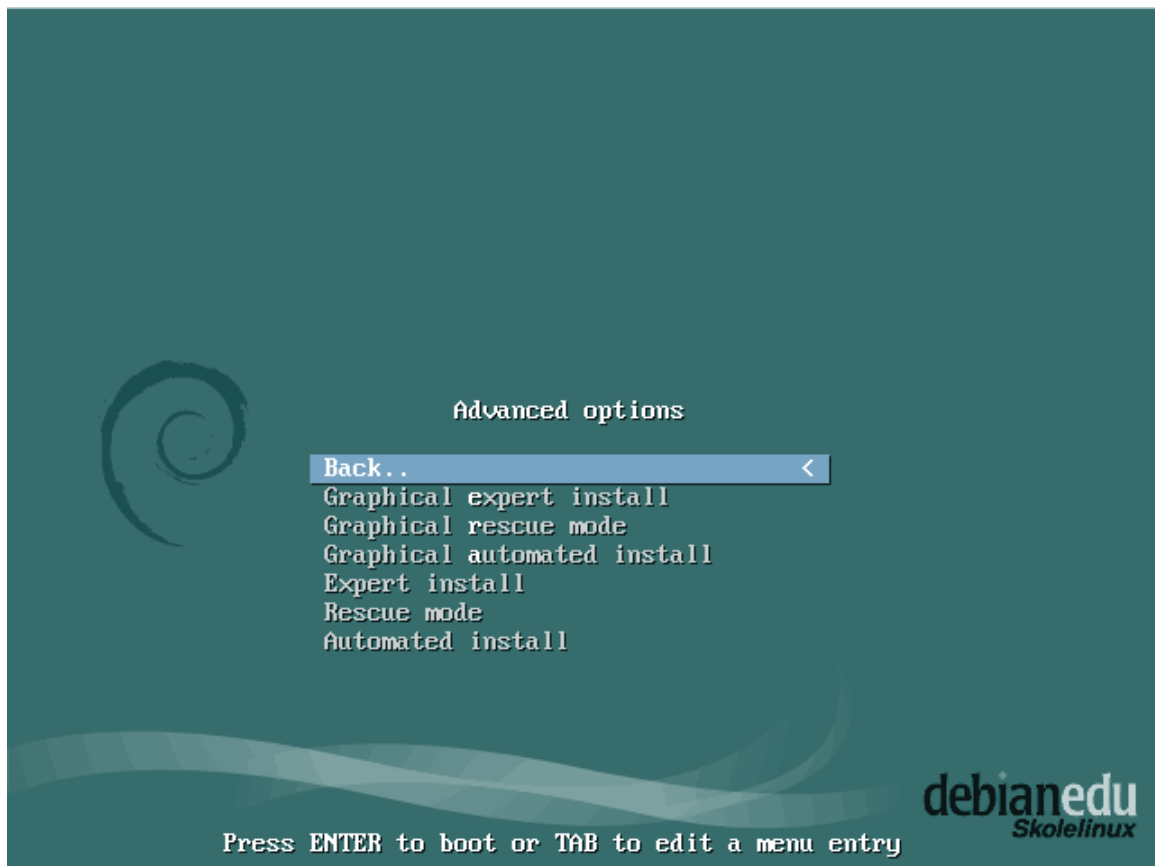 Advanced options
Back.. <
Graphical expert install
Graphical rescue mode
Graphical automated install
Expert install
Rescue mode
Automated install
debianedu
Skolelinux
Press ENTER to boot or TAB to edit a menu entry